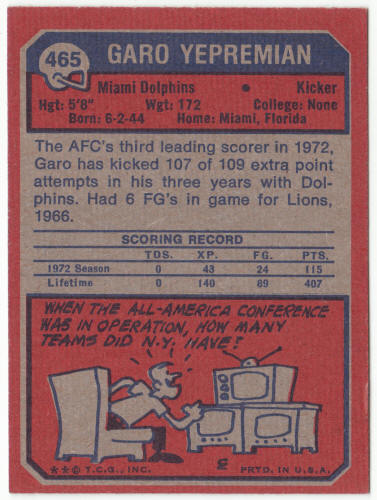 465 GARO YEPREMIAN
Miami Dolphins • Kicker
Hgt: 5'8" Wgt: 172 College: None
Born: 6-2-44 Home: Miami, Florida
The AFC's third leading scorer in 1972,
Garo has kicked 107 of 109 extra point
attempts in his three years with Dol-
phins. Had 6 FG's in game for Lions,
1966.
SCORING RECORD
TDS. XP. FG. PTS.
1972 Season 0 43 24 115
Lifetime 0 140 89 407
WHEN THE ALL-AMERICA CONFERENCE
WAS IN OPERATION, HOW MANY
TEAMS DID N.Y. HAVE?
**© T.C.G., INC. PRTD. IN U.S.A.